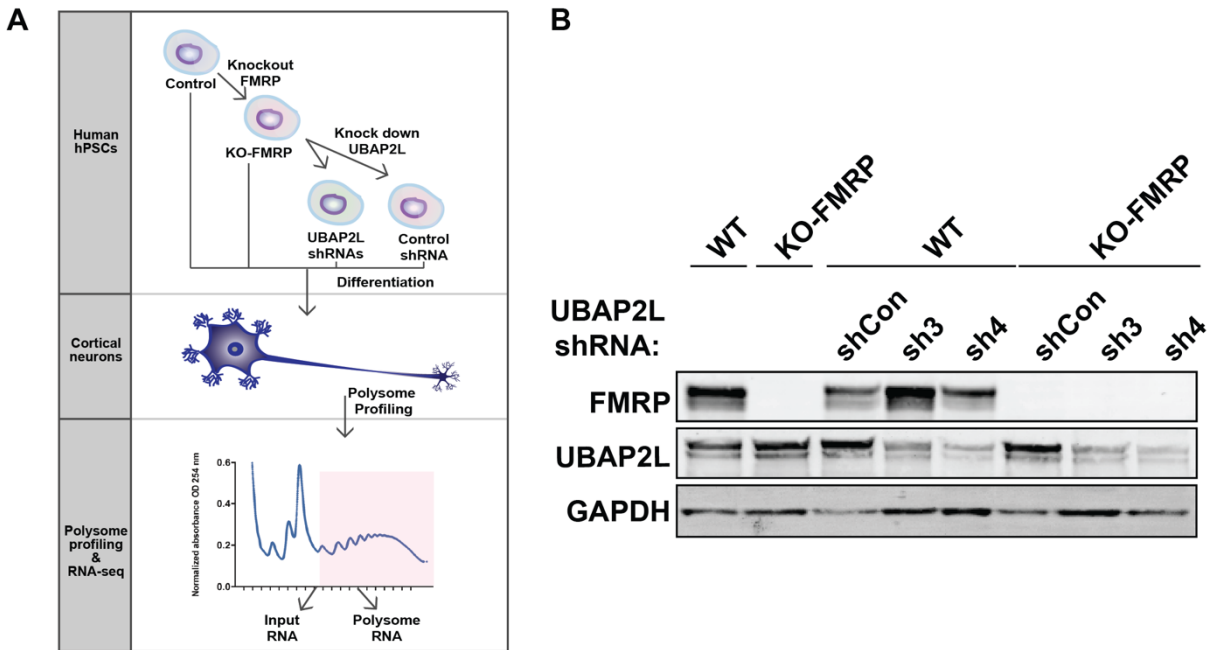 A
Human
hPSCs
Control
Knockout
FMRP
KO-FMRP
Knock down
UBAP2L
UBAP2L
shRNAs
Control
shRNA
Differentiation
Cortical
neurons
Polysome
Profiling
Polysome
profiling
&
RNA-seq
Normalized absorbance OD 254 nm
0.6
0.4
0.2
0.0
Input
RNA
Polysome
RNA
B
WT
KO-FMRP
WT
KO-FMRP
UBAP2L
shRNA:
shCon
sh3
sh4
shCon
sh3
sh4
FMRP
UBAP2L
GAPDH